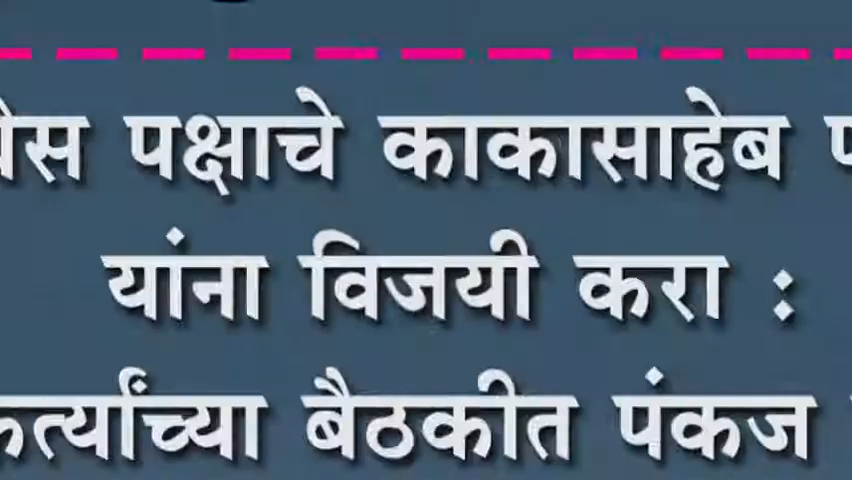 पक्षाचे काकासाहेब
यांना विजयी करा :
बैठकीत पंकज